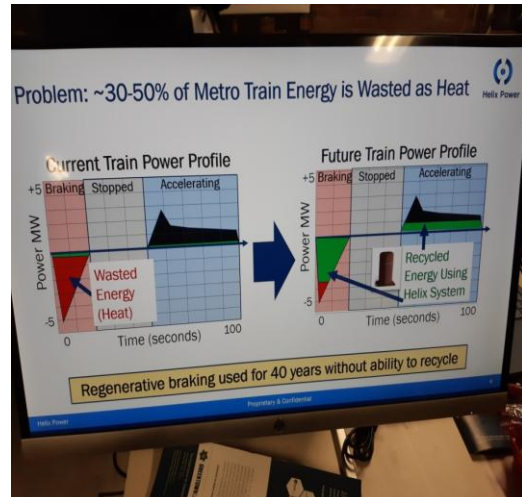 Problem: ~30-50% of Metro Train Energy is Wasted as Heat
Helix Power
Current Train Power Profile
+5
Braking
Stopped
Accelerating
Power MW
Wasted
Energy
(Heat)
-5
0
Time (seconds)
100
Future Train Power Profile
+5
Braking
Stopped
Accelerating
Power MW
Recycled
Energy Using
Helix System
-5
0
Time (seconds)
100
Regenerative braking used for 40 years without ability to recycle
Helix Power
Proprietary & Confidential